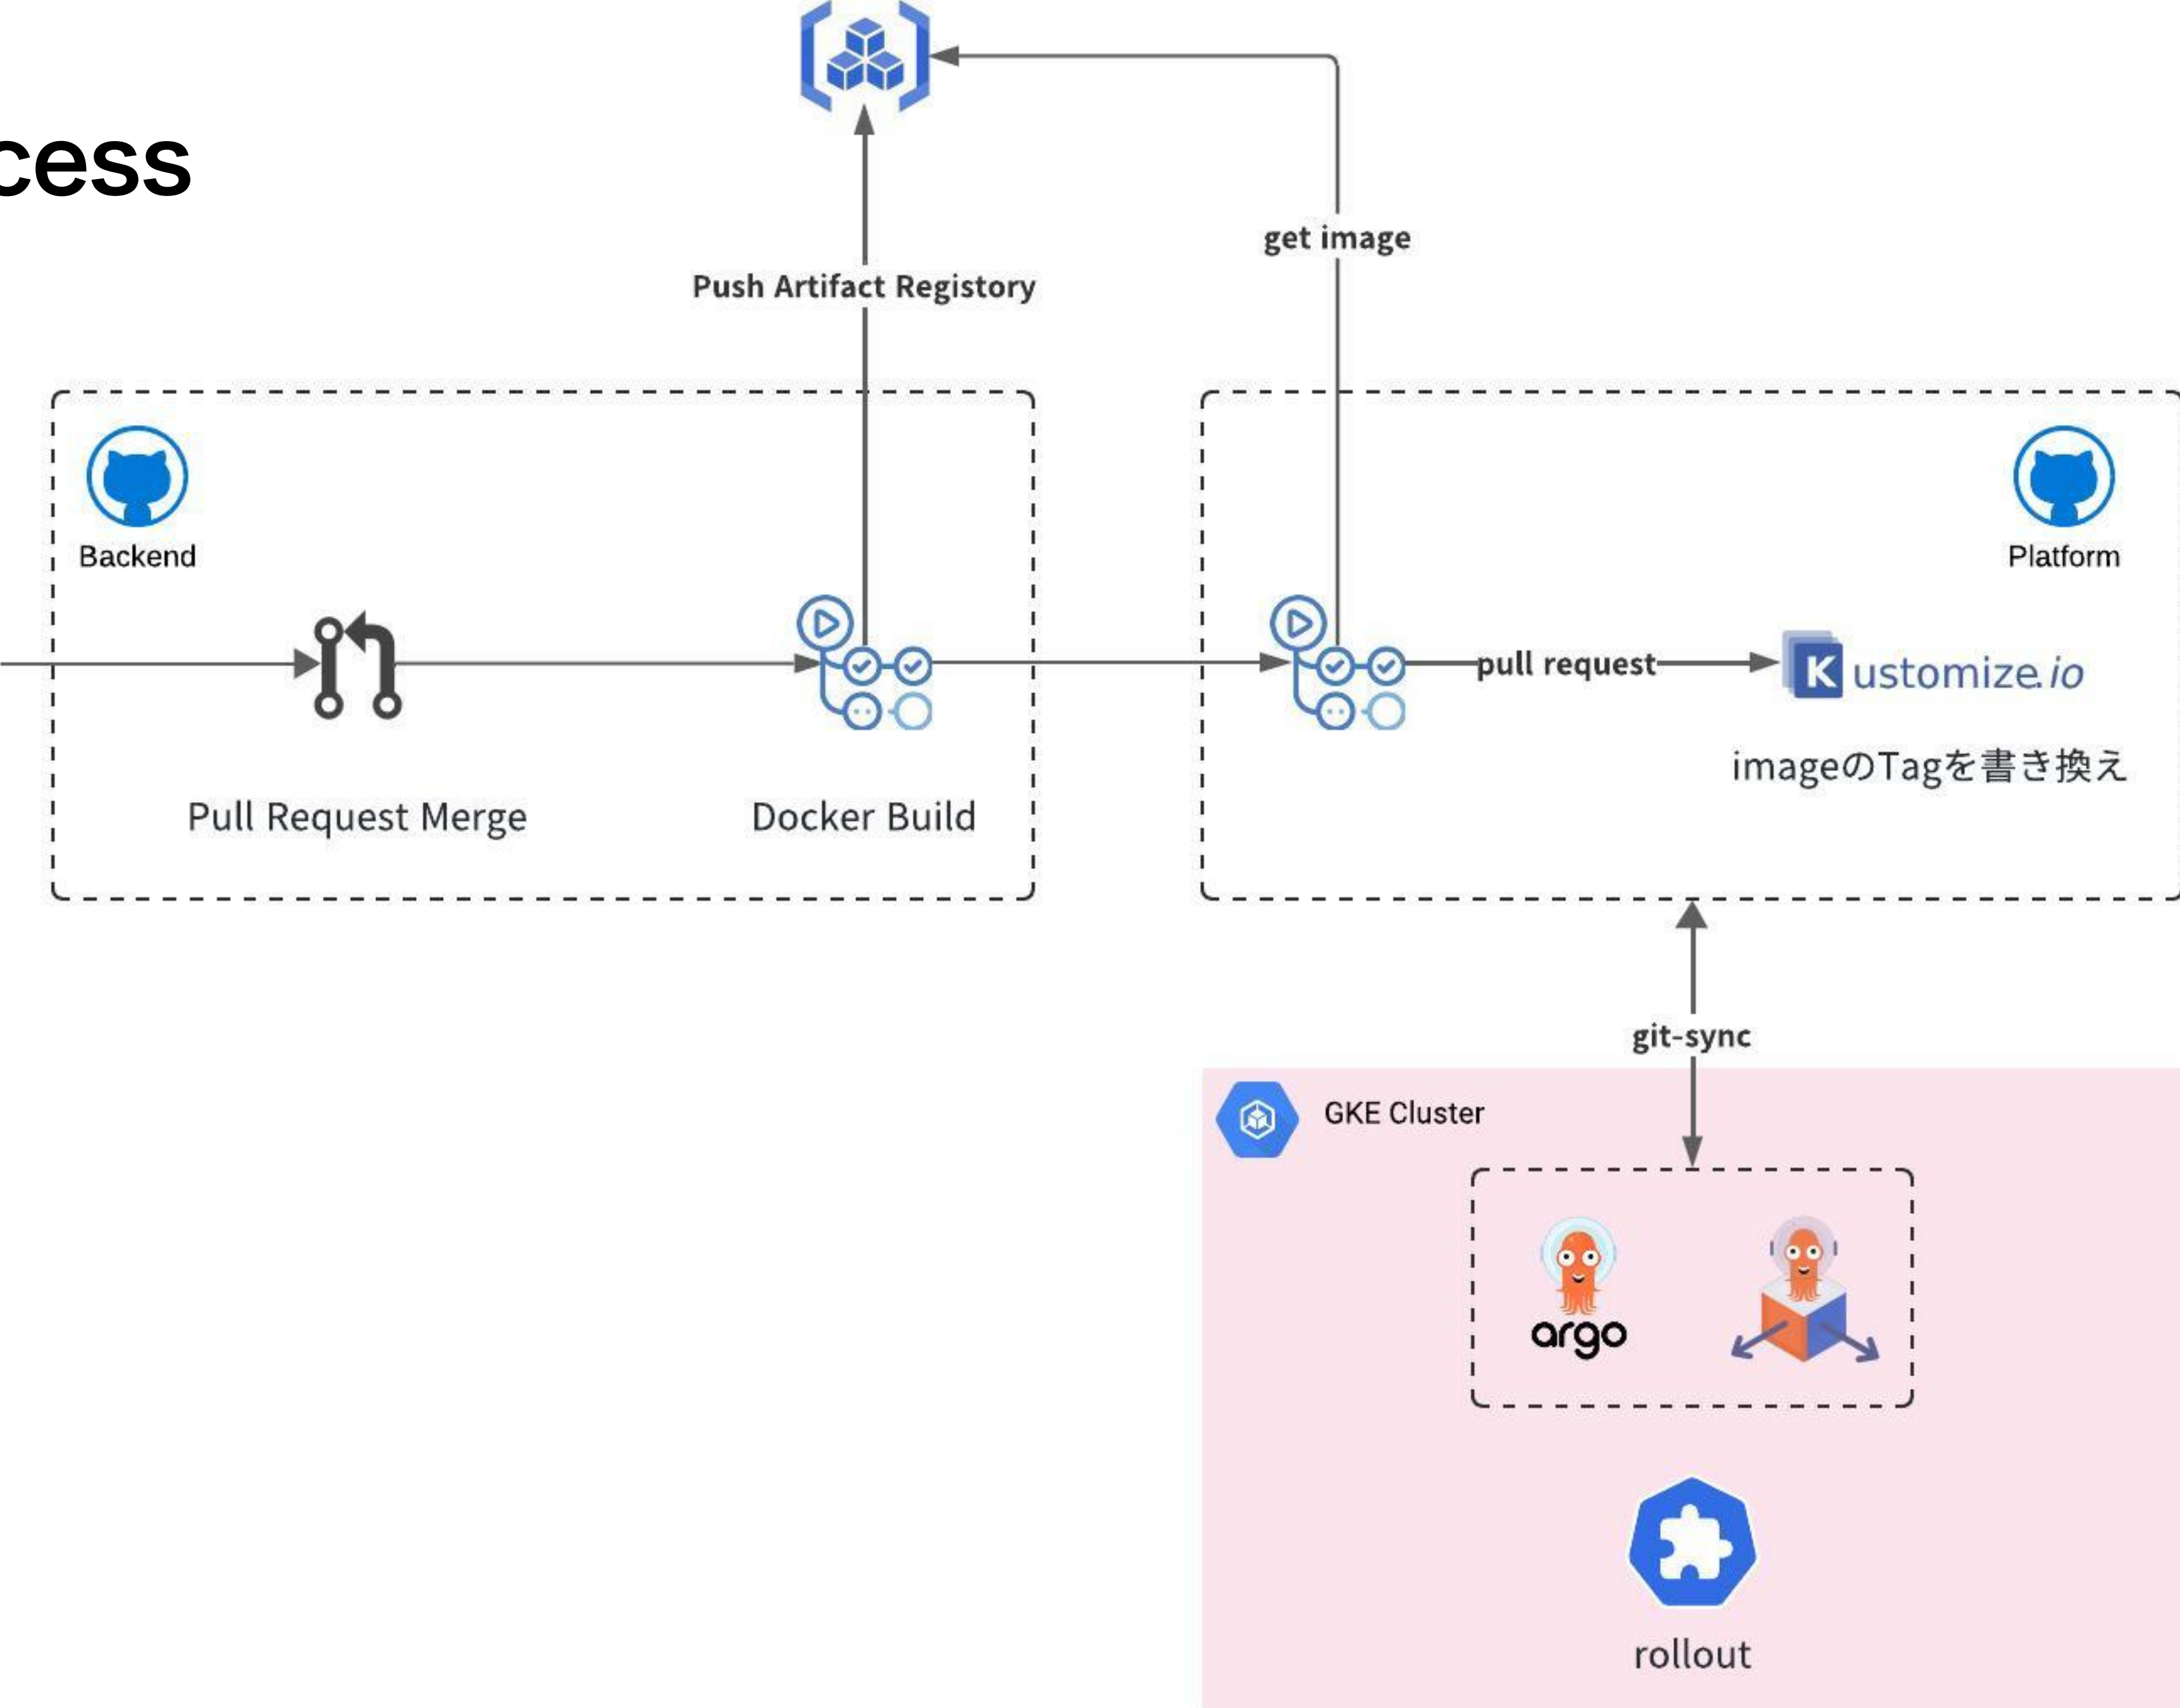 cess
get image
Push Artifact Registory
Backend
Platform
pull request
Kustomize.io
imageのTagを書き換え
Pull Request Merge
Docker Build
git-sync
GKE Cluster
argo
rollout